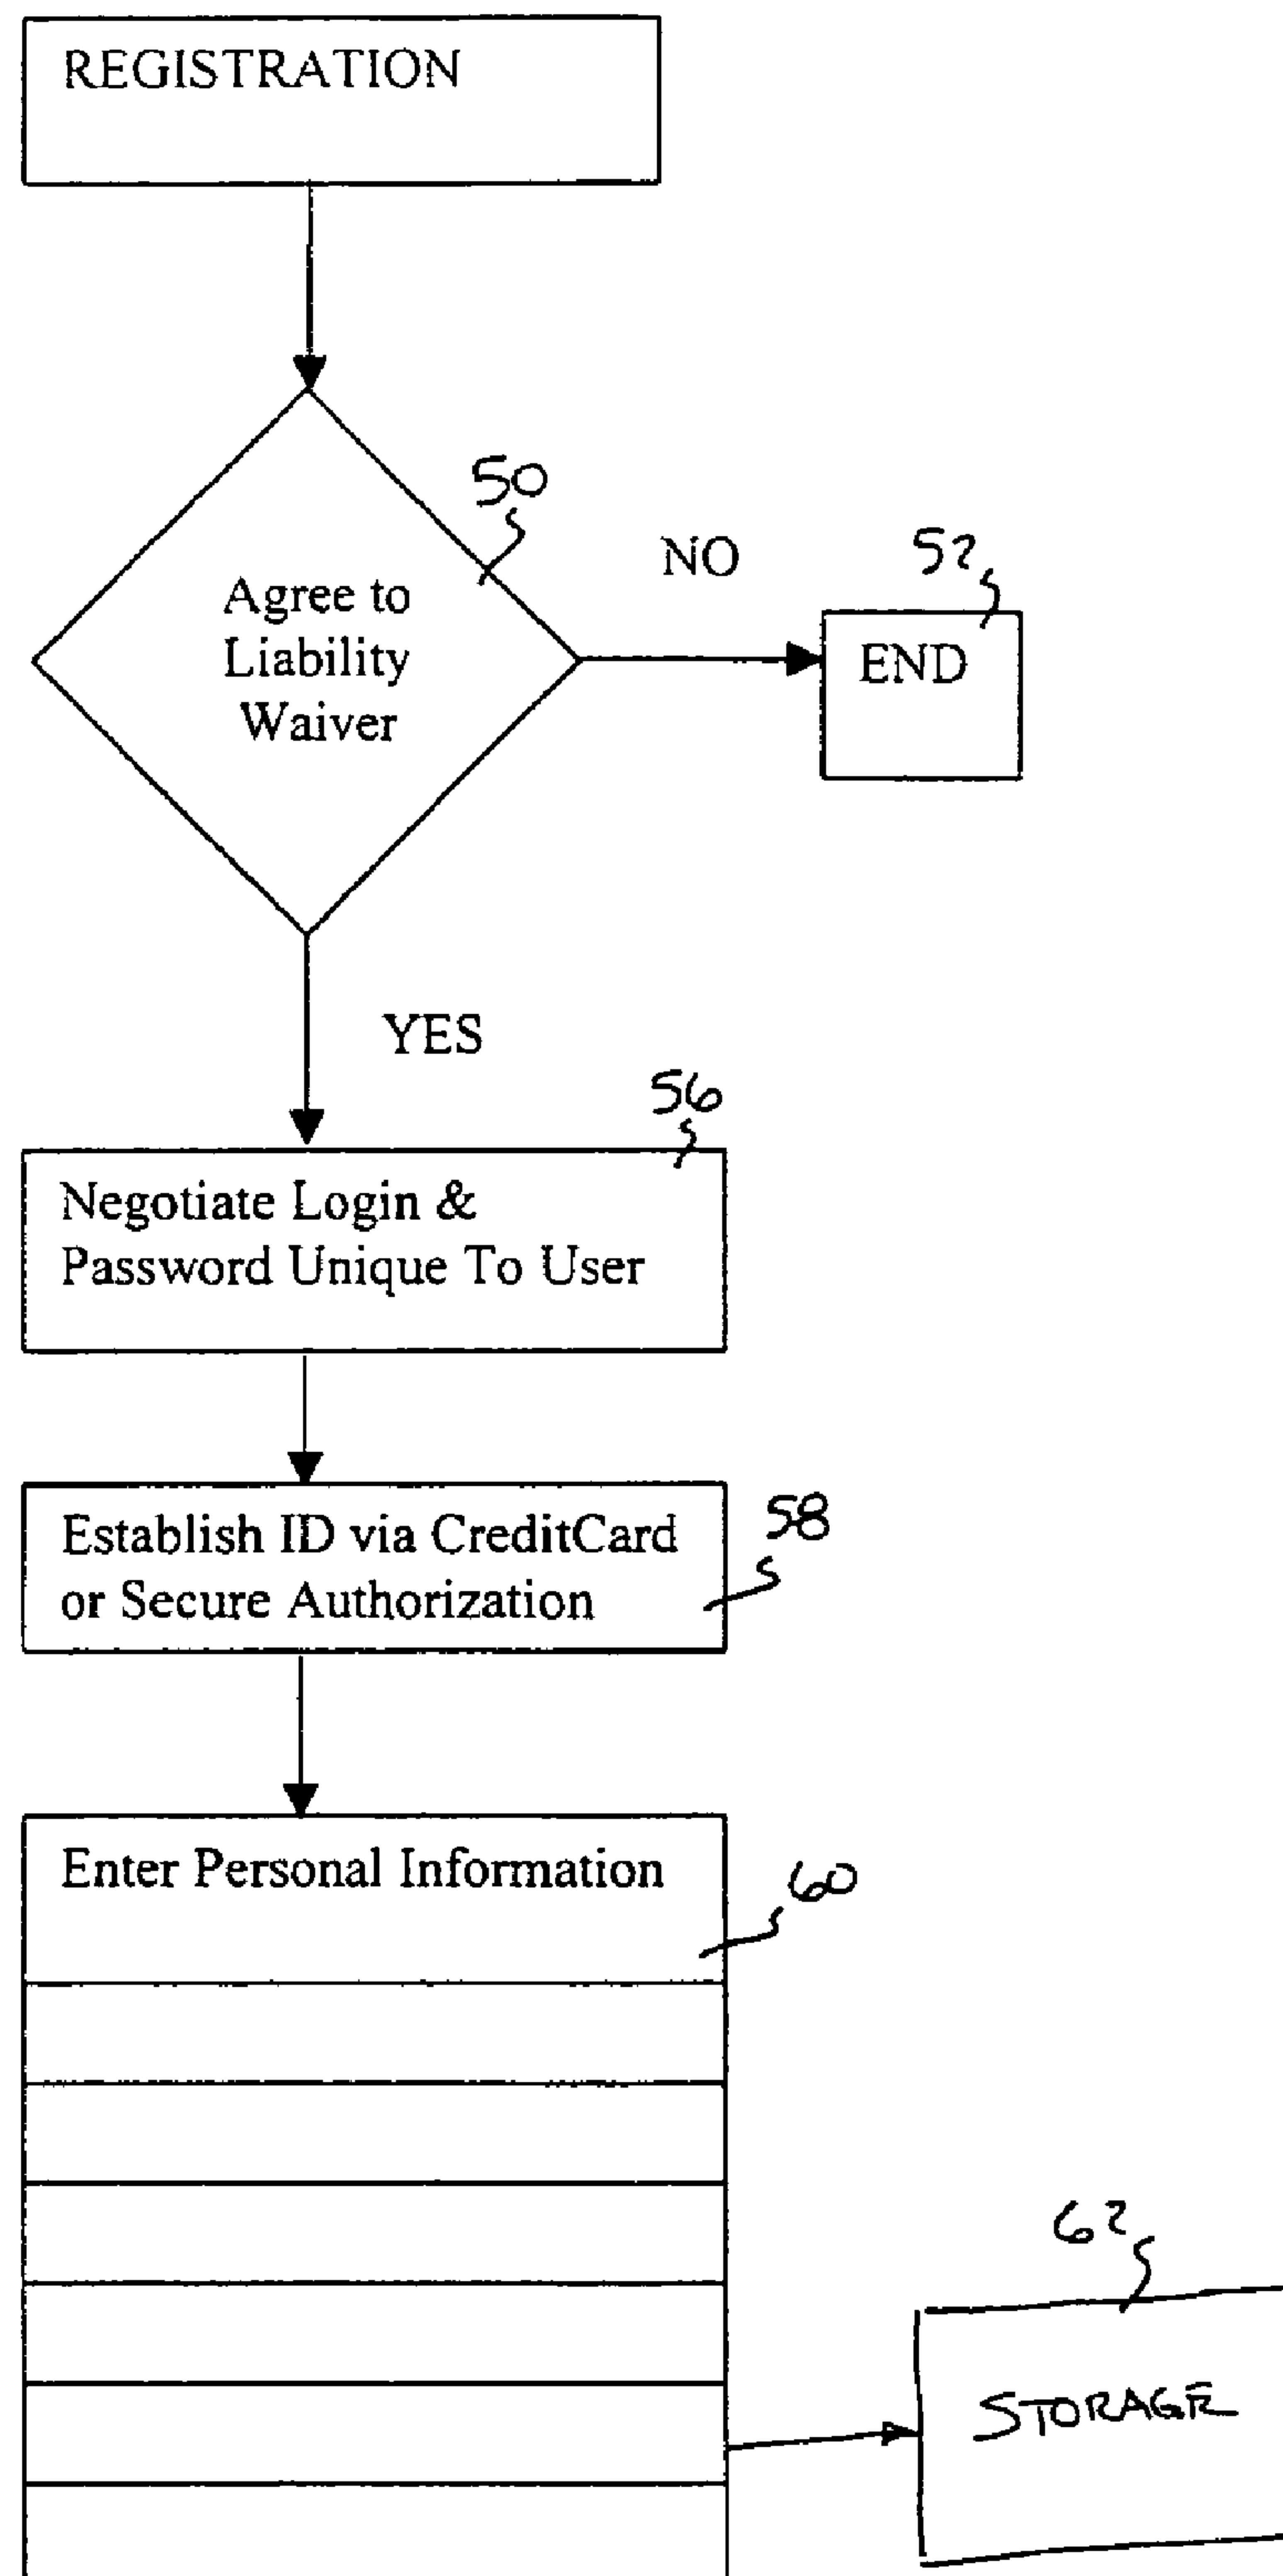 REGISTRATION
50
Agree to
Liability
Waiver
NO
52
END
YES
56
Negotiate Login &
Password Unique To User
Establish ID via CreditCard
or Secure Authorization
58
Enter Personal Information
60
62
STORAGE